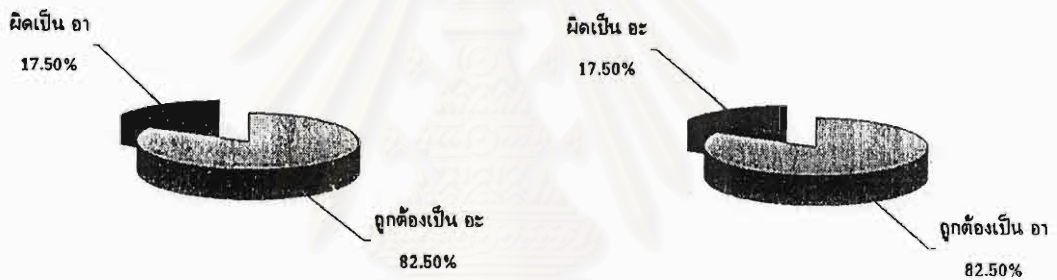 ผิดเป็น อา
17.50%
ถูกต้องเป็น อะ
82.50%
ผิดเป็น อะ
17.50%
ถูกต้องเป็น อา
82.50%